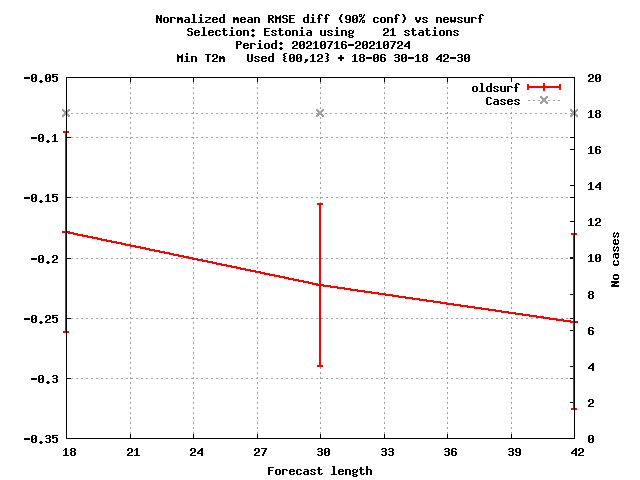 Normalized mean RMSE diff (90% conf) vs newsurf
Selection: Estonia using    21 stations
Period: 20210716-20210724
Min T2m   Used {00,12} + 18-06 30-18 42-30
oldsurf
Cases
-0.05
-0.1
-0.15
-0.2
-0.25
-0.3
-0.35
20
18
16
14
12
10
8
6
4
2
0
No cases
18 21 24 27 30 33 36 39 42
Forecast length